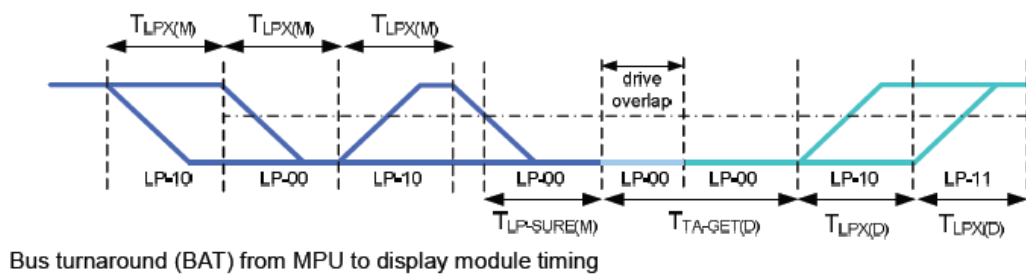 TLPX(M) TLPX(M) TLPX(M)
drive
overlap
LP-10 LP-00 LP-10 LP-00 LP-00 LP-00 LP-10 LP-11
TLP-SURE(M) TTA-GET(D) TLPX(D) TLPX(D)
Bus turnaround (BAT) from MPU to display module timing